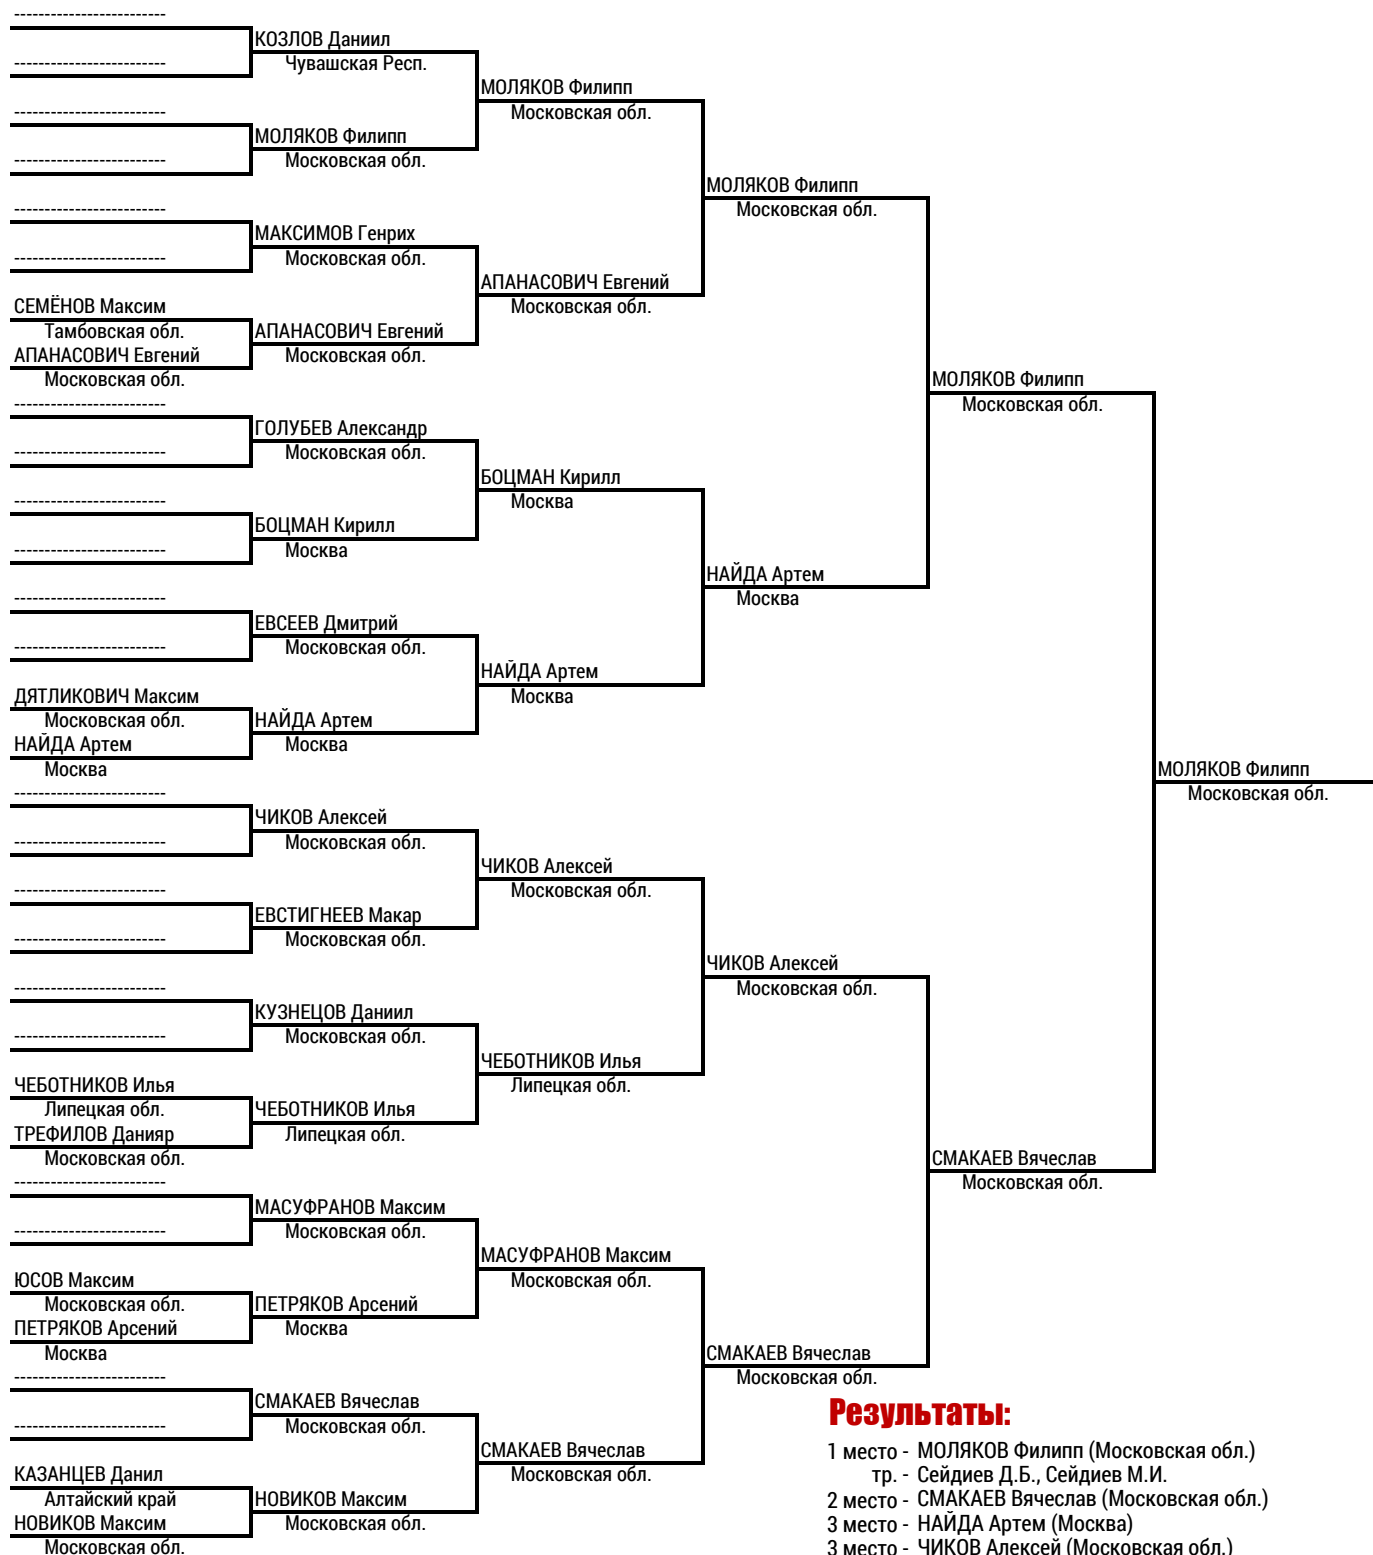 -------------------------
КОЗЛОВ Даниил
-------------------------
Чувашская Респ.
МОЛЯКОВ Филипп
-------------------------
Московская обл.
МОЛЯКОВ Филипп
-------------------------
Московская обл.
МОЛЯКОВ Филипп
-------------------------
Московская обл.
МАКСИМОВ Генрих
-------------------------
Московская обл.
АПАНАСОВИЧ Евгений
СЕМЁНОВ Максим
Московская обл.
Тамбовская обл.
АПАНАСОВИЧ Евгений
АПАНАСОВИЧ Евгений
Московская обл.
Московская обл.
МОЛЯКОВ Филипп
-------------------------
Московская обл.
ГОЛУБЕВ Александр
-------------------------
Московская обл.
БОЦМАН Кирилл
-------------------------
Москва
БОЦМАН Кирилл
-------------------------
Москва
НАЙДА Артем
-------------------------
Москва
ЕВСЕЕВ Дмитрий
-------------------------
Московская обл.
НАЙДА Артем
ДЯТЛИКОВИЧ Максим
Москва
Московская обл.
НАЙДА Артем
НАЙДА Артем
Москва
Москва
МОЛЯКОВ Филипп
-------------------------
Московская обл.
ЧИКОВ Алексей
-------------------------
Московская обл.
ЧИКОВ Алексей
-------------------------
Московская обл.
ЕВСТИГНЕЕВ Макар
-------------------------
Московская обл.
ЧИКОВ Алексей
-------------------------
Московская обл.
КУЗНЕЦОВ Даниил
-------------------------
Московская обл.
ЧЕБОТНИКОВ Илья
ЧЕБОТНИКОВ Илья
Липецкая обл.
Липецкая обл.
ЧЕБОТНИКОВ Илья
ТРЕФИЛОВ Данияр
Липецкая обл.
Московская обл.
СМАКАЕВ Вячеслав
-------------------------
Московская обл.
МАСУФРАНОВ Максим
-------------------------
Московская обл.
МАСУФРАНОВ Максим
ЮСОВ Максим
Московская обл.
Московская обл.
ПЕТРЯКОВ Арсений
ПЕТРЯКОВ Арсений
Москва
Москва
СМАКАЕВ Вячеслав
-------------------------
Московская обл.
СМАКАЕВ Вячеслав
-------------------------
Московская обл.
СМАКАЕВ Вячеслав
КАЗАНЦЕВ Данил
Московская обл.
Алтайский край
НОВИКОВ Максим
НОВИКОВ Максим
Московская обл.
Московская обл.
Результаты:
1 место - МОЛЯКОВ Филипп (Московская обл.)
тр. - Сейдиев Д.Б., Сейдиев М.И.
2 место - СМАКАЕВ Вячеслав (Московская обл.)
3 место - НАЙДА Артем (Москва)
3 место - ЧИКОВ Алексей (Московская обл.)